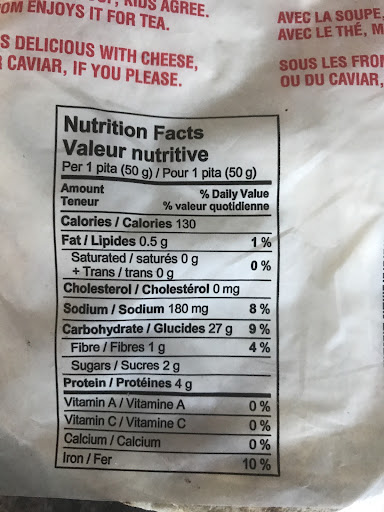 , KIDS AGREE.
OM ENJOYS IT FOR TEA.
S DELICIOUS WITH CHEESE,
R CAVIAR, IF YOU PLEASE.
AVEC LA SOUPE
AVEC LE THÉ, M
SOUS LES FROM
OU DU CAVIAR,
Nutrition Facts
Valeur nutritive
Per 1 pita (50 g) / Pour 1 pita (50 g)
Amount % Daily Value
Teneur % valeur quotidienne
Calories / Calories 130
Fat / Lipides 0.5 g 1 %
Saturated / saturés 0 g
+ Trans / trans 0 g 0 %
Cholesterol / Cholestérol 0 mg
Sodium / Sodium 180 mg 8 %
Carbohydrate / Glucides 27 g 9 %
Fibre / Fibres 1 g 4 %
Sugars / Sucres 2 g
Protein / Protéines 4 g
Vitamin A / Vitamine A 0 %
Vitamin C / Vitamine C 0 %
Calcium / Calcium 0 %
Iron / Fer 10 %